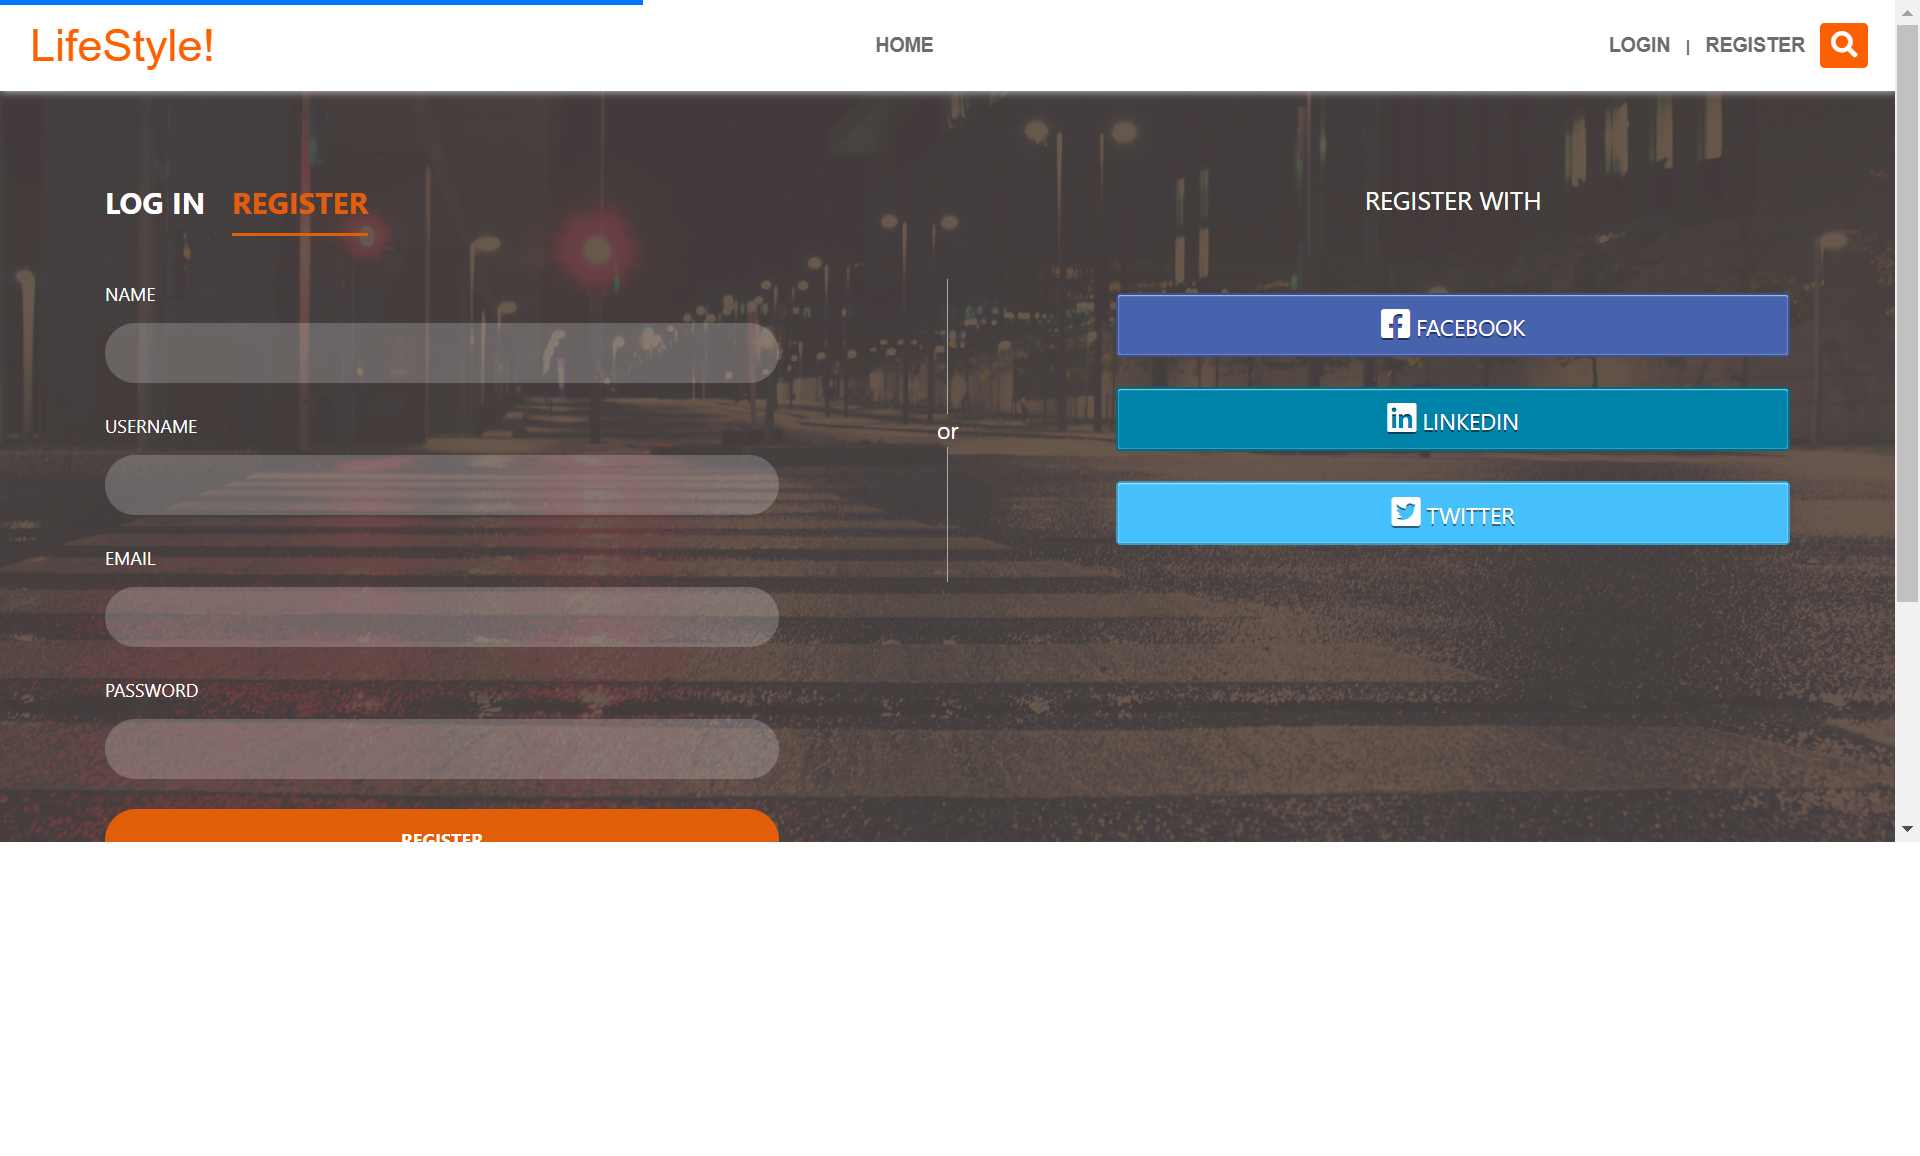 LifeStyle!
HOME
LOGIN | REGISTER
LOG IN REGISTER
NAME
USERNAME
EMAIL
PASSWORD
REGISTER
or
REGISTER WITH
FACEBOOK
LINKEDIN
TWITTER